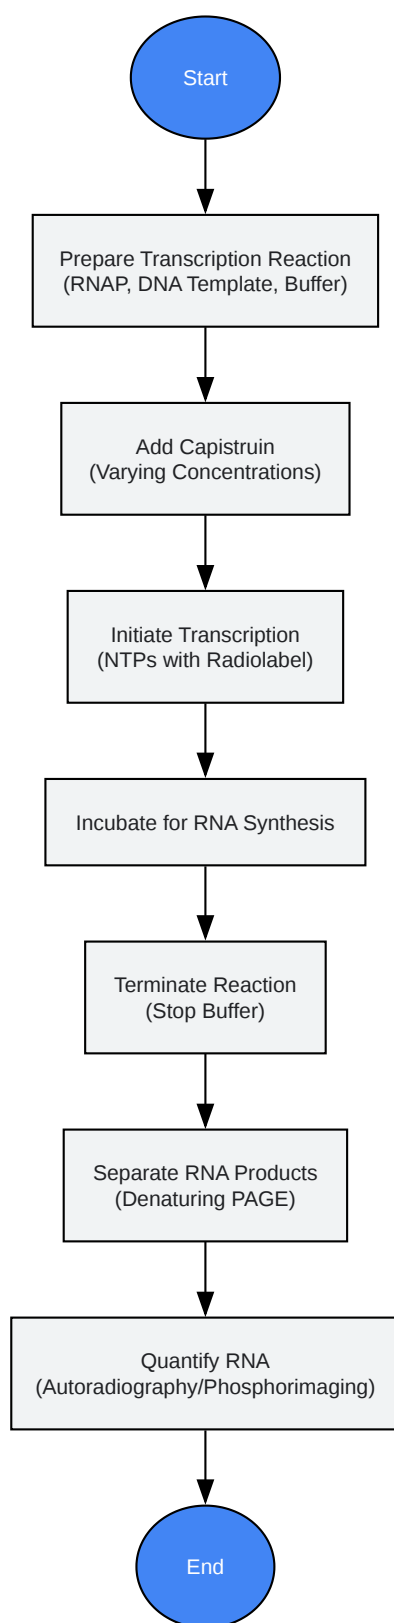 Start
Prepare Transcription Reaction
(RNAP, DNA Template, Buffer)
Add Capistruin
(Varying Concentrations)
Initiate Transcription
(NTPs with Radiolabel)
Incubate for RNA Synthesis
Terminate Reaction
(Stop Buffer)
Separate RNA Products
(Denaturing PAGE)
Quantify RNA
(Autoradiography/Phosphorimaging)
End